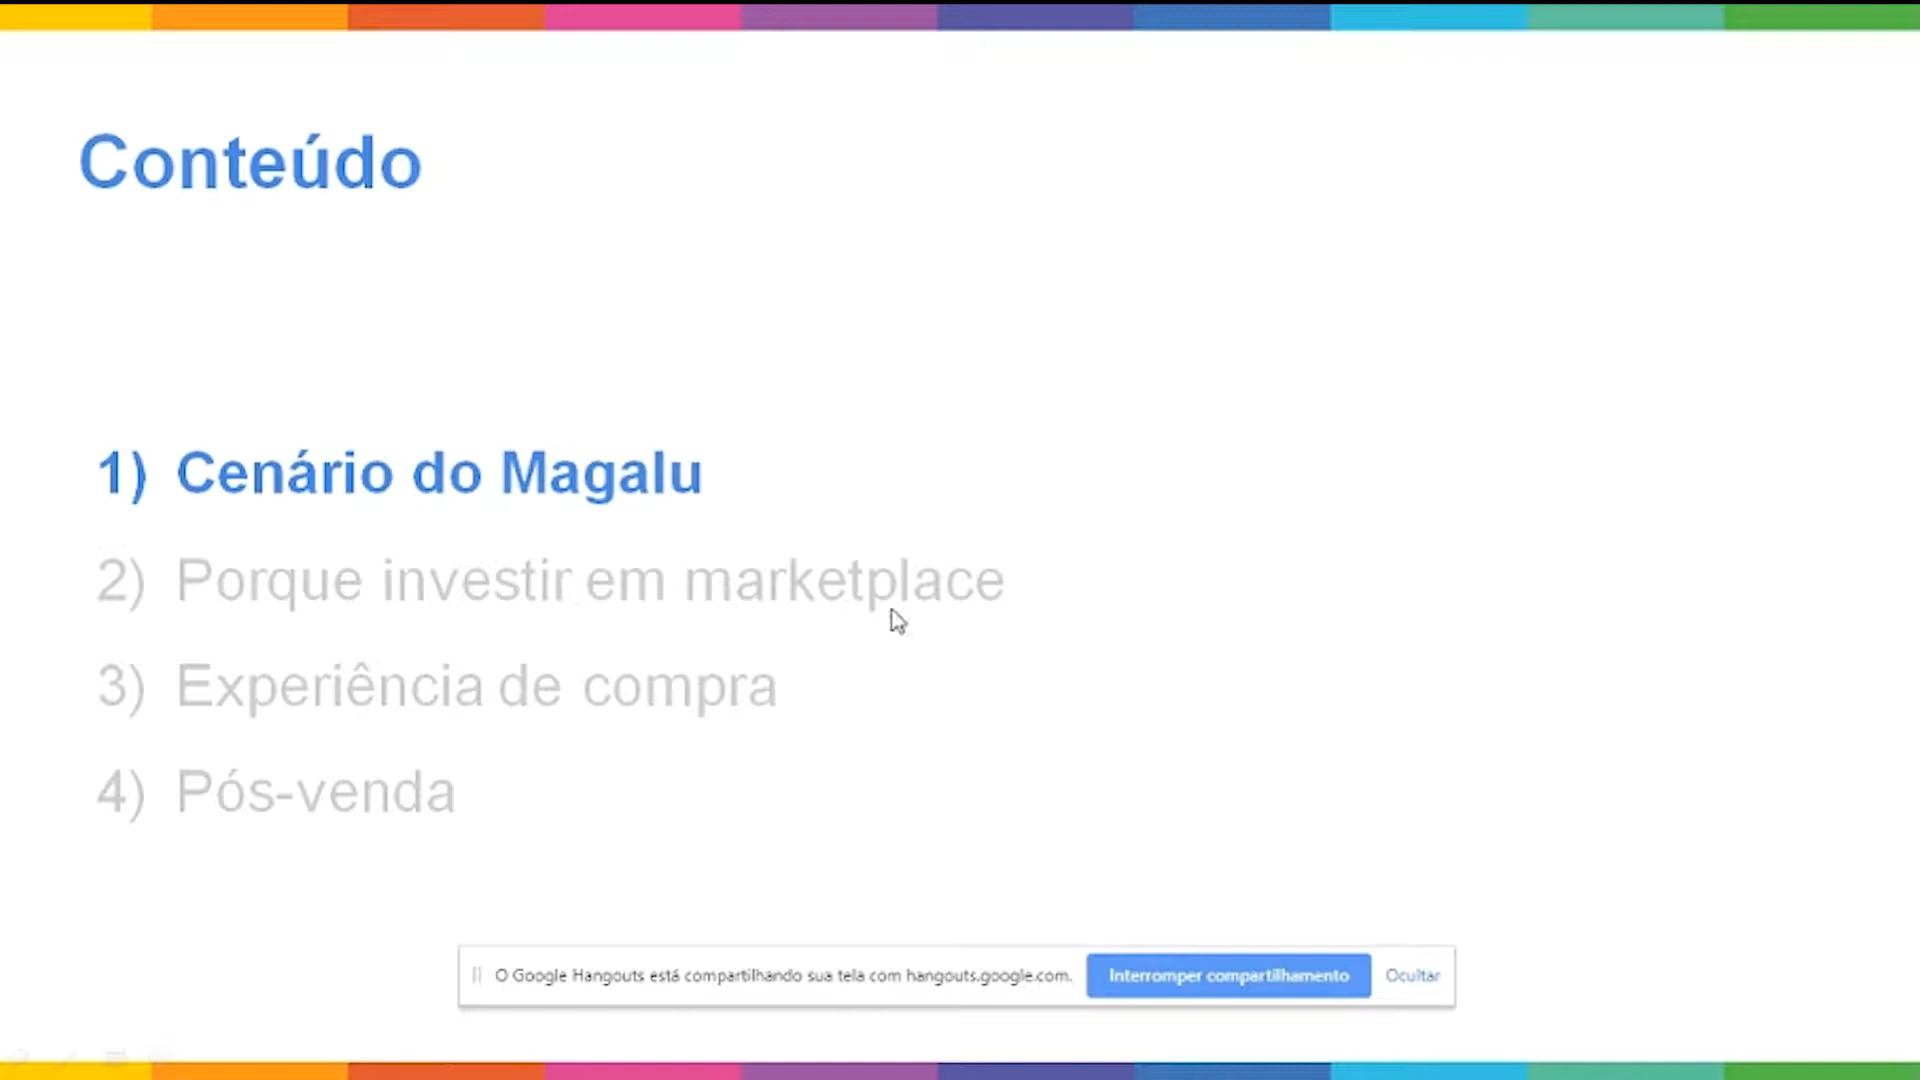 Conteúdo
1) Cenário do Magalu
2) Porque investir em marketplace
3) Experiência de compra
4) Pós-venda
O Google Hangouts está compartilhando sua tela com hangouts.google.com. Interromper compartilhamento Ocultar